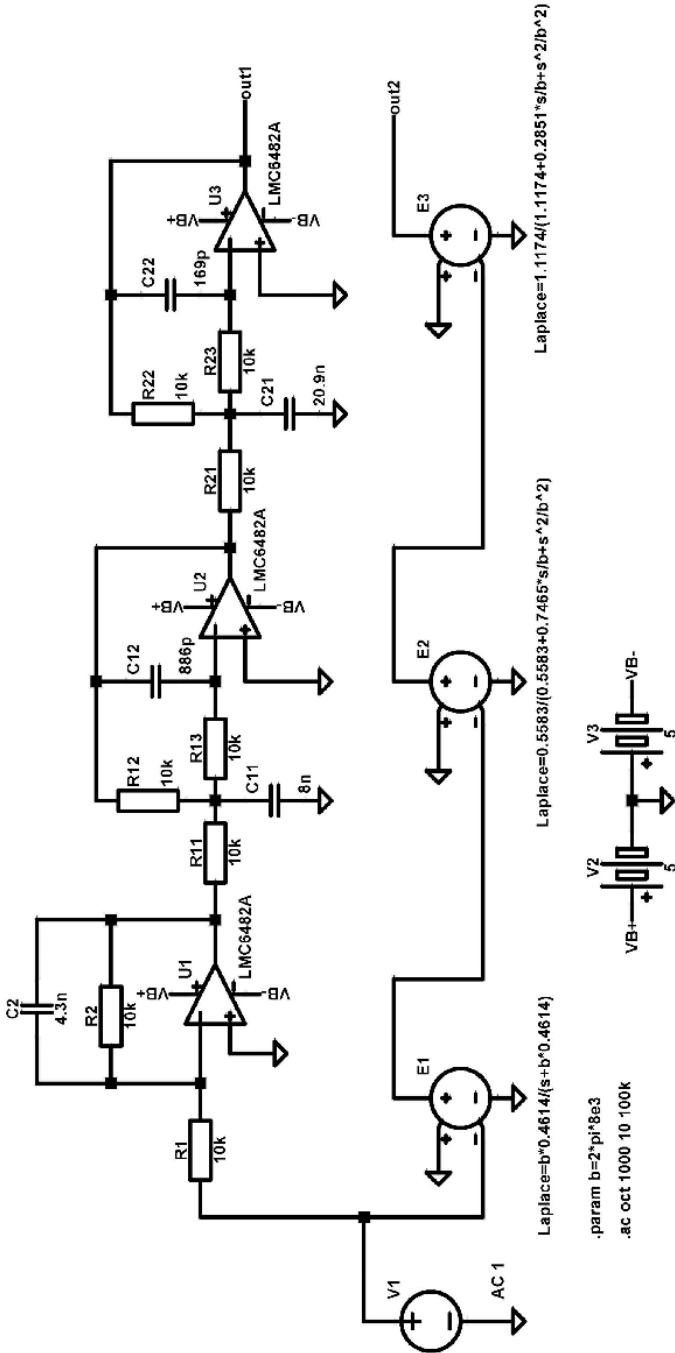 C2
4.3n
R2
10k
R1
10k
VB+
U1
VB-
LMC6482A
R11
10k
R12
10k
C11
8n
R13
10k
C12
886p
VB+
U2
VB-
LMC6482A
R21
10k
R22
10k
C21
20.9n
R23
10k
C22
169p
VB+
U3
VB-
LMC6482A
out1
V1
AC 1
E1
E2
E3
out2
Laplace=b*0.4614/(s+b*0.4614)
Laplace=0.5583/(0.5583+0.7465*s/b+s^2/b^2)
Laplace=1.1174/(1.1174+0.2851*s/b+s^2/b^2)
.param b=2*pi*8e3
.ac oct 1000 10 100k
VB+
V2
5
V3
5
VB-